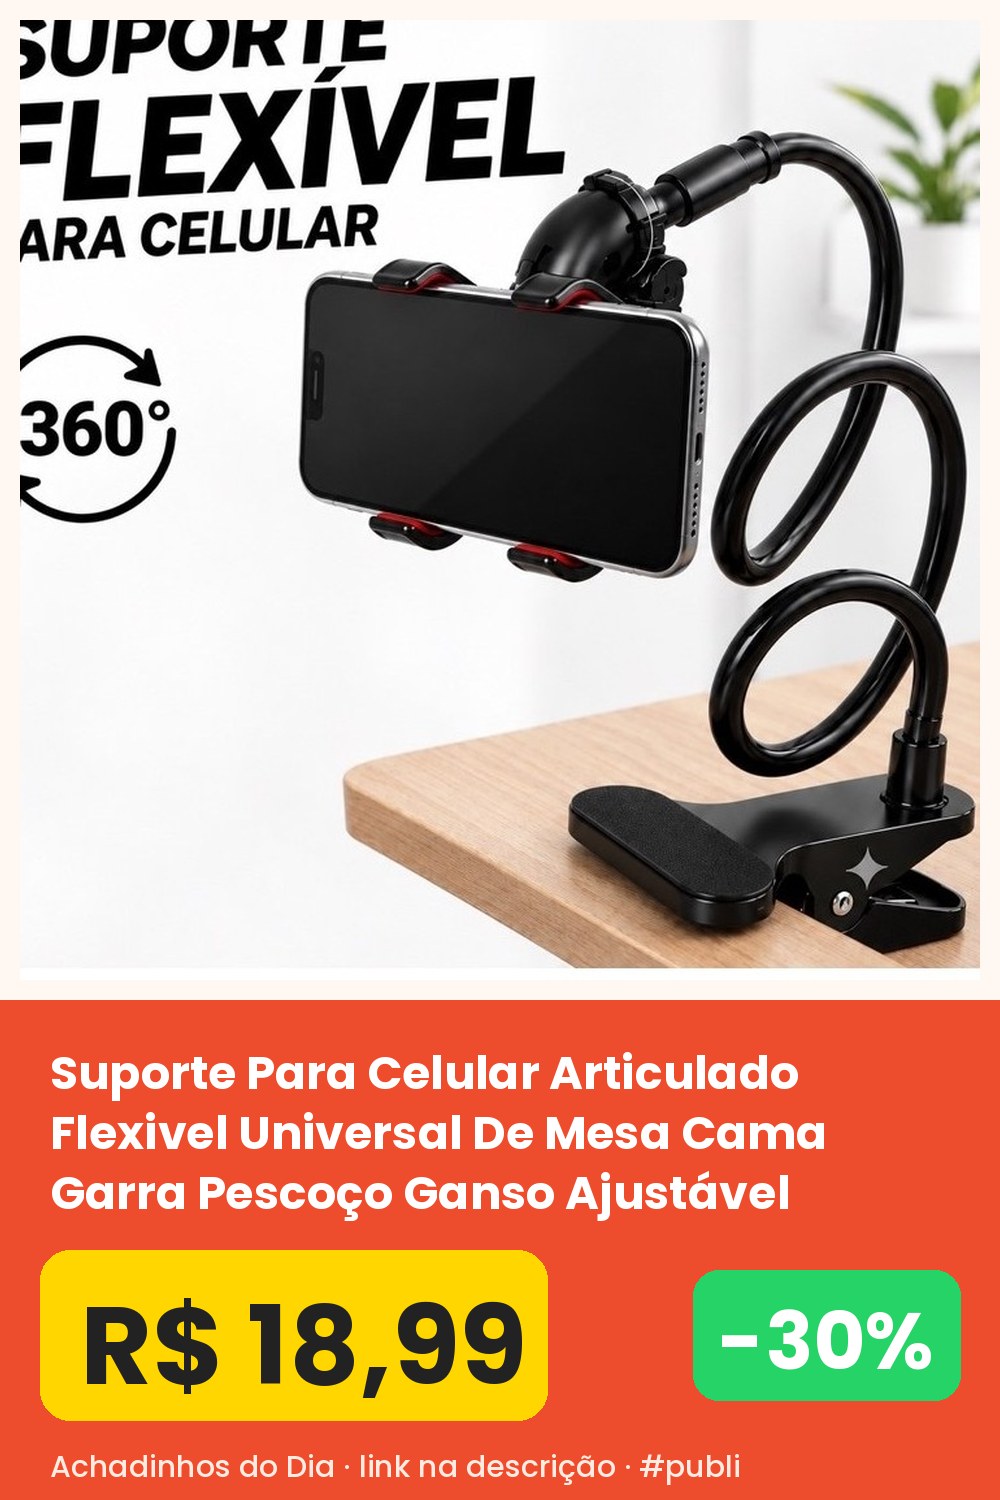 SUPORTE
FLEXÍVEL
ARA CELULAR
360°
Suporte Para Celular Articulado
Flexivel Universal De Mesa Cama
Garra Pescoço Ganso Ajustável
R$ 18,99
-30%
Achadinhos do Dia · link na descrição · #publi